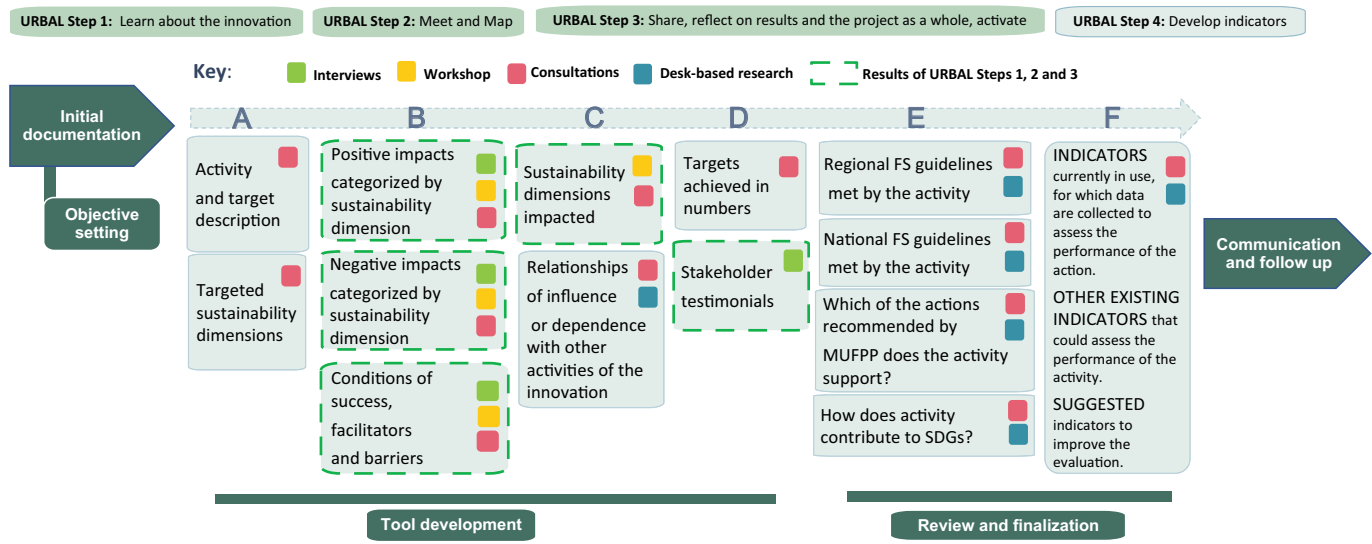 URBAL Step 1: Learn about the innovation
URBAL Step 2: Meet and Map
URBAL Step 3: Share, reflect on results and the project as a whole, activate
URBAL Step 4: Develop indicators
Key:
Interviews
Workshop
Consultations
Desk-based research
Results of URBAL Steps 1, 2 and 3
Initial
documentation
Objective
setting
A
B
C
D
E
F
Activity
and target
description
Targeted
sustainability
dimensions
Positive impacts
categorized by
sustainability
dimension
Negative impacts
categorized by
sustainability
dimension
Conditions of
success,
facilitators
and barriers
Sustainability
dimensions
impacted
Relationships
of influence
or dependence
with other
activities of the
innovation
Targets
achieved in
numbers
Stakeholder
testimonials
Regional FS guidelines
met by the activity
National FS guidelines
met by the activity
Which of the actions
recommended by
MUFPP does the activity
support?
How does activity
contribute to SDGs?
INDICATORS
currently in use,
for which data
are collected to
assess the
performance of the
action.
OTHER EXISTING
INDICATORS that
could assess the
performance of the
activity.
SUGGESTED
indicators to
improve the
evaluation.
Communication
and follow up
Tool development
Review and finalization